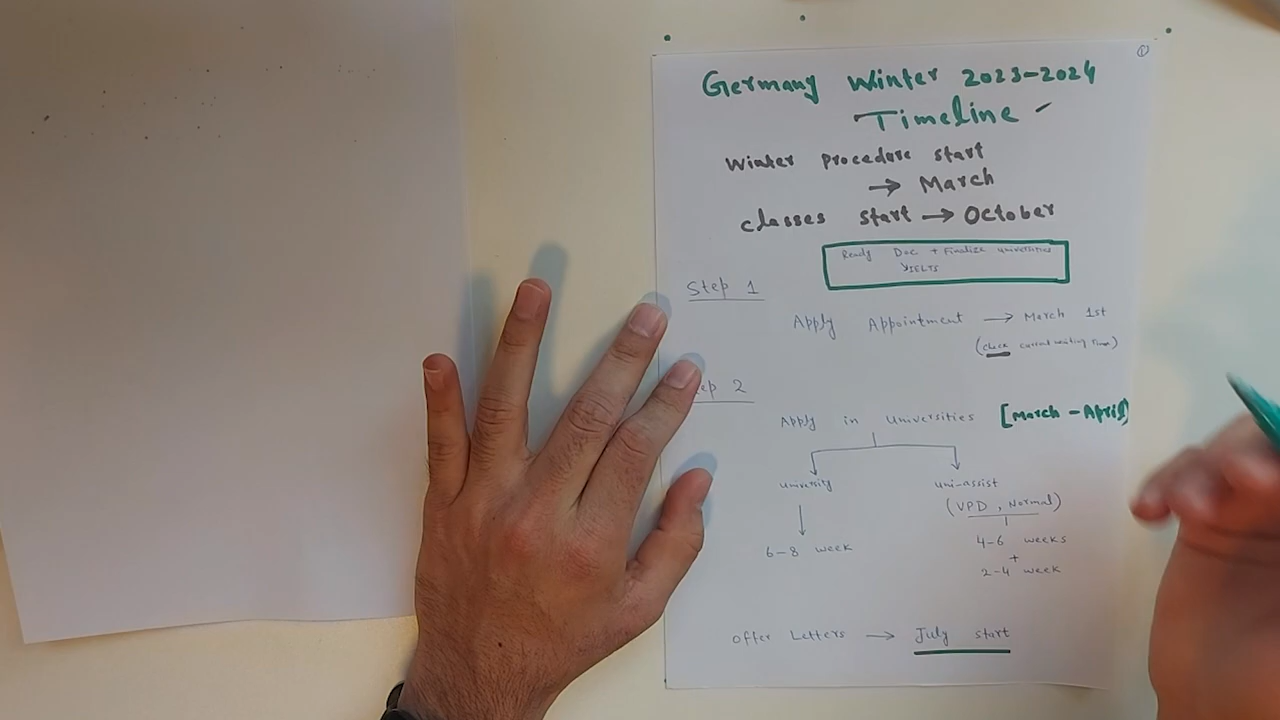 ①
Germany Winter 2023-2024
Timeline
Winter procedure start
→ March
classes start → October
Ready Doc + Finalize universities
IELTS
Step 1
Apply Appointment → March 1st
(check current waiting time)
ep 2
Apply in Universities [March - April]
university
uni-assist
(VPD, Normal)
6-8 week
4-6 weeks
+
2-4 week
Offer Letters → July start